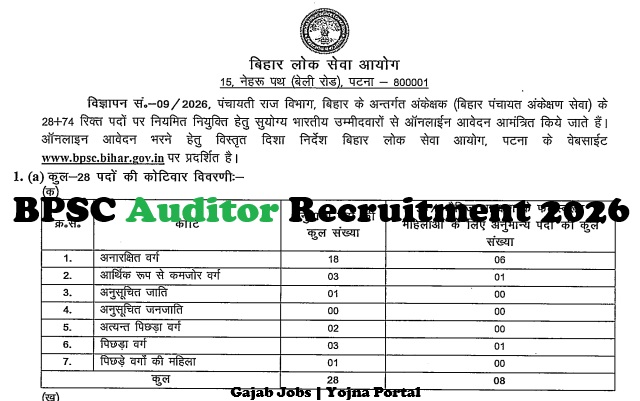 बिहार लोक सेवा आयोग
15, नेहरू पथ (बेली रोड), पटना – 800001
विज्ञापन सं.–09/2026, पंचायती राज विभाग, बिहार के अन्तर्गत अंकेक्षक (बिहार पंचायत अंकेक्षण सेवा) के
28+74 रिक्त पदों पर नियमित नियुक्ति हेतु सुयोग्य भारतीय उम्मीदवारों से ऑनलाईन आवेदन आमंत्रित किये जाते हैं।
ऑनलाइन आवेदन भरने हेतु विस्तृत दिशा निर्देश बिहार लोक सेवा आयोग, पटना के वेबसाईट
www.bpsc.bihar.gov.in पर प्रदर्शित है।
1. (a) कुल–28 पदों की कोटिवार विवरणीः–
(क)
BPSC Auditor Recruitment 2026
क्र.सं. कोटि कुल संख्या महिलाओं के लिए अनुमान्य पदों की कुल
संख्या
1. अनारक्षित वर्ग 18 06
2. आर्थिक रूप से कमजोर वर्ग 03 01
3. अनुसूचित जाति 01 00
4. अनुसूचित जनजाति 00 00
5. अत्यन्त पिछड़ा वर्ग 02 00
6. पिछड़ा वर्ग 03 01
7. पिछड़े वर्गो की महिला 01 00
कुल 28 08
Gajab Jobs | Yojna Portal
(ख)